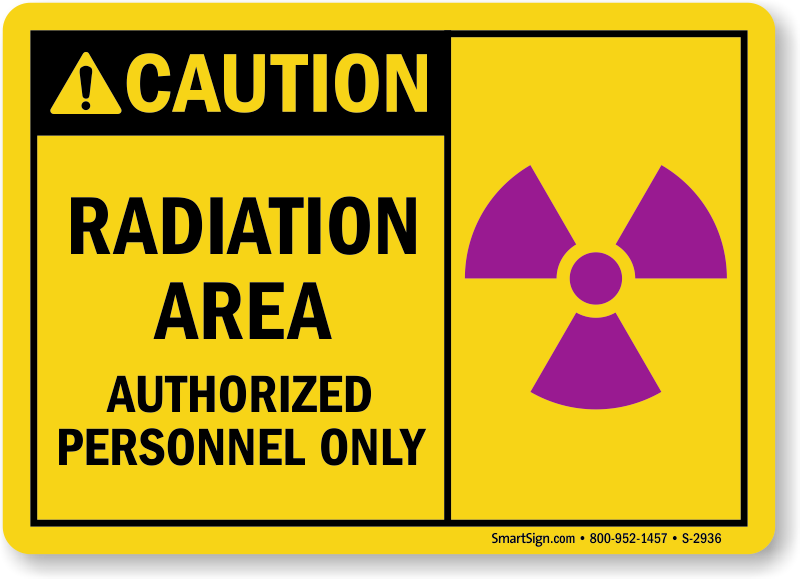 CAUTION
RADIATION
AREA
AUTHORIZED
PERSONNEL ONLY
SmartSign.com • 800-952-1457 • S-2936